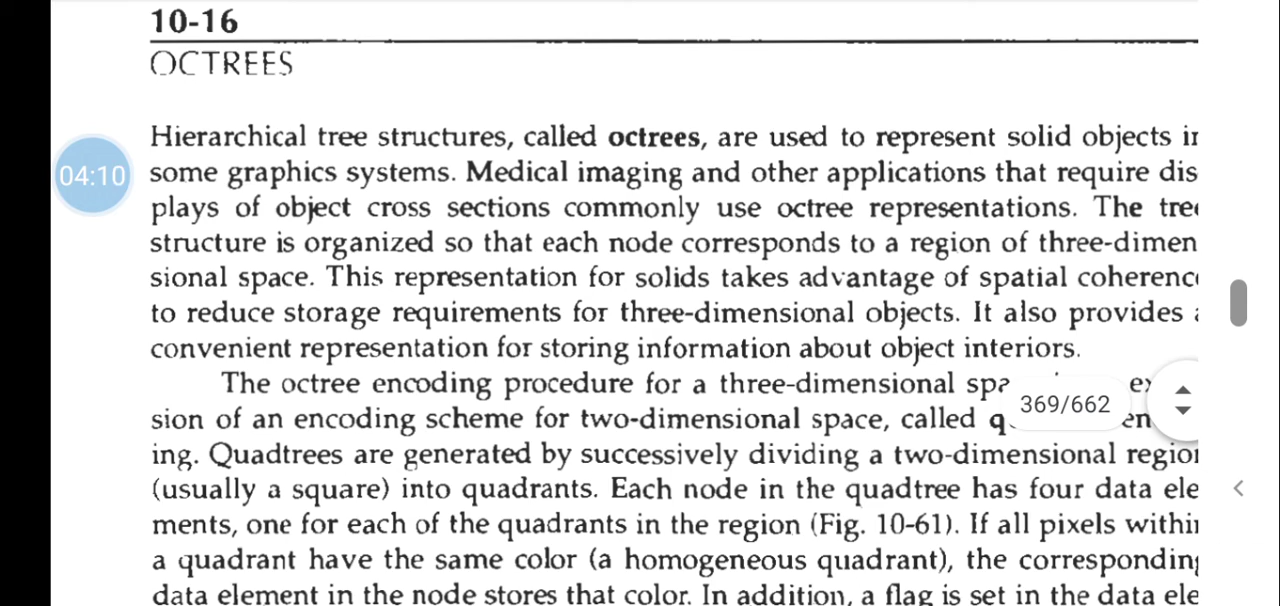 10-16
OCTREES
Hierarchical tree structures, called octrees, are used to represent solid objects in
04:10
some graphics systems. Medical imaging and other applications that require dis
plays of object cross sections commonly use octree representations. The tree
structure is organized so that each node corresponds to a region of three-dimen
sional space. This representation for solids takes advantage of spatial coherenc
to reduce storage requirements for three-dimensional objects. It also provides
convenient representation for storing information about object interiors.
The octree encoding procedure for a three-dimensional spa
369/662
sion of an encoding scheme for two-dimensional space, called
ing. Quadtrees are generated by successively dividing a two-dimensional region
(usually a square) into quadrants. Each node in the quadtree has four data ele
ments, one for each of the quadrants in the region (Fig. 10-61). If all pixels within
a quadrant have the same color (a homogeneous quadrant), the corresponding
data element in the node stores that color. In addition, a flag is set in the data ele